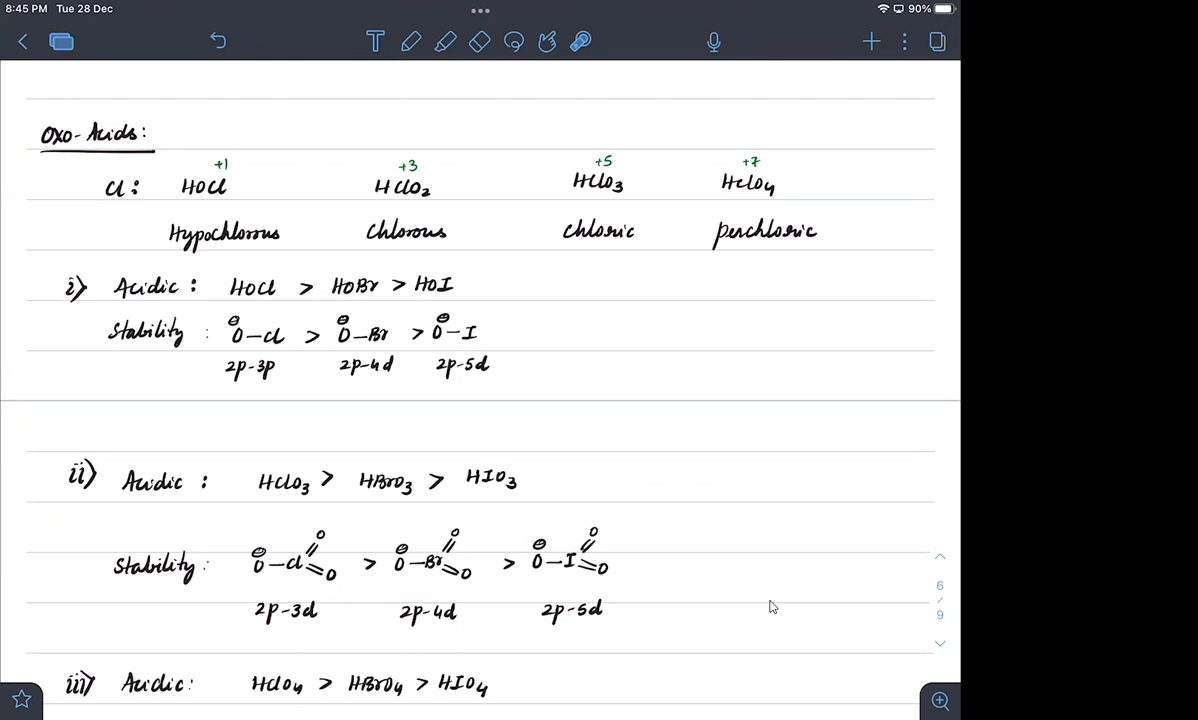 8:45 PM Tue 28 Dec
90%
Oxo-Acids:
+1 +3 +5 +7
Cl: HOCl HClO₂ HClO₃ HClO₄
Hypochlorous Chlorous Chloric perchloric
i) Acidic: HOCl > HOBr > HOI
Stability: ⊖O-Cl > ⊖O-Br > ⊖O-I
2p-3p 2p-4d 2p-5d
ii) Acidic: HClO₃ > HBrO₃ > HIO₃
Stability: ⊖O-Cl(=O)=O > ⊖O-Br(=O)=O > ⊖O-I(=O)=O
2p-3d 2p-4d 2p-5d
6
/
9
iii) Acidic: HClO₄ > HBrO₄ > HIO₄